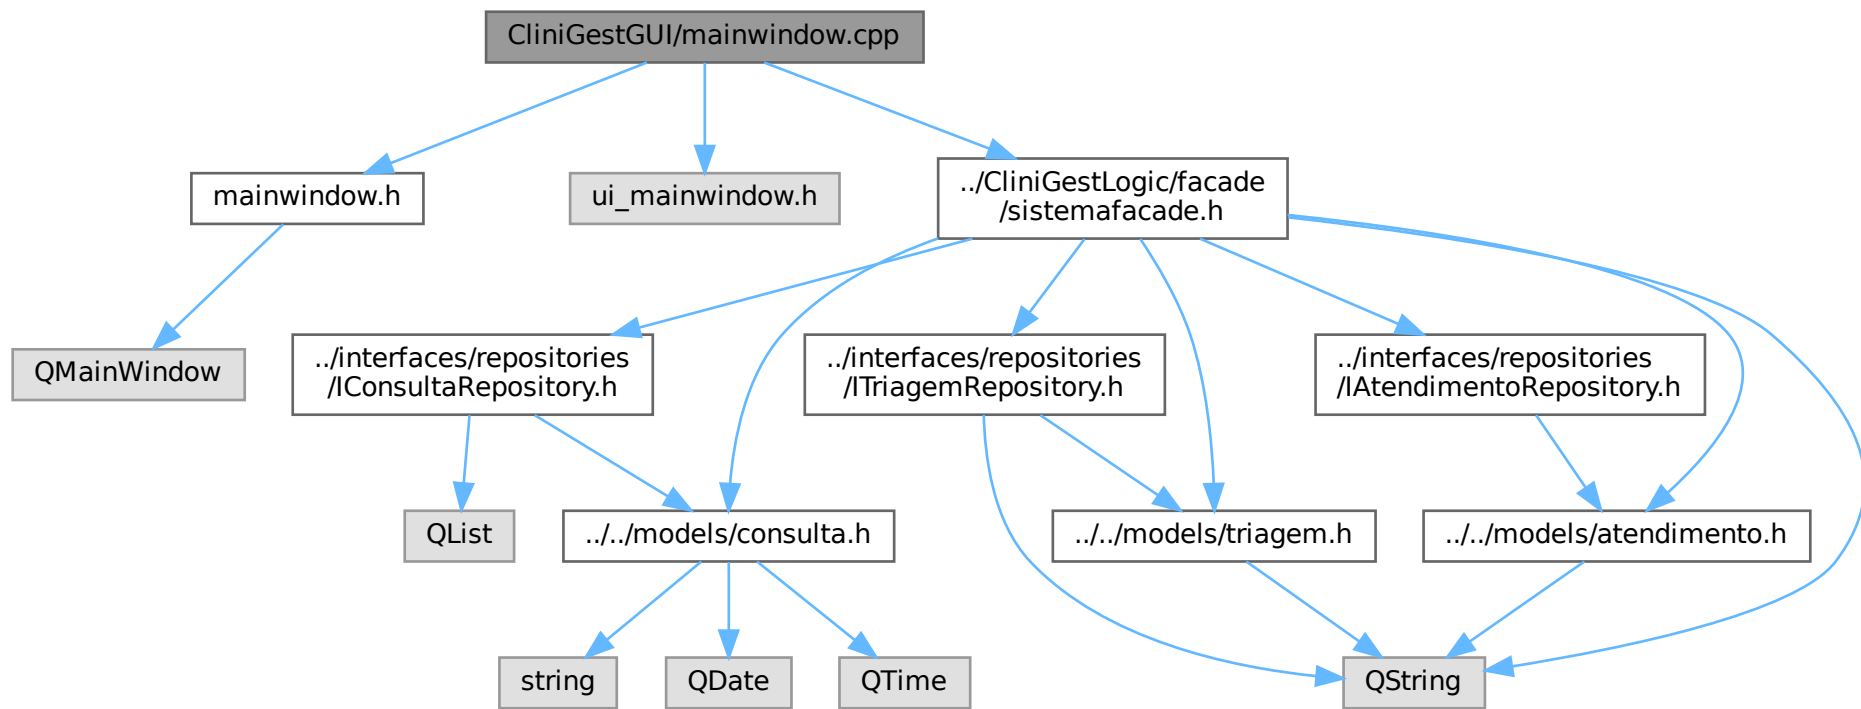 CliniGestGUI/mainwindow.cpp
mainwindow.h
ui_mainwindow.h
../CliniGestLogic/facade
/sistemafacade.h
QMainWindow
../interfaces/repositories
/IConsultaRepository.h
../interfaces/repositories
/ITriagemRepository.h
../interfaces/repositories
/IAtendimentoRepository.h
QList
../../models/consulta.h
../../models/triagem.h
../../models/atendimento.h
string
QDate
QTime
QString